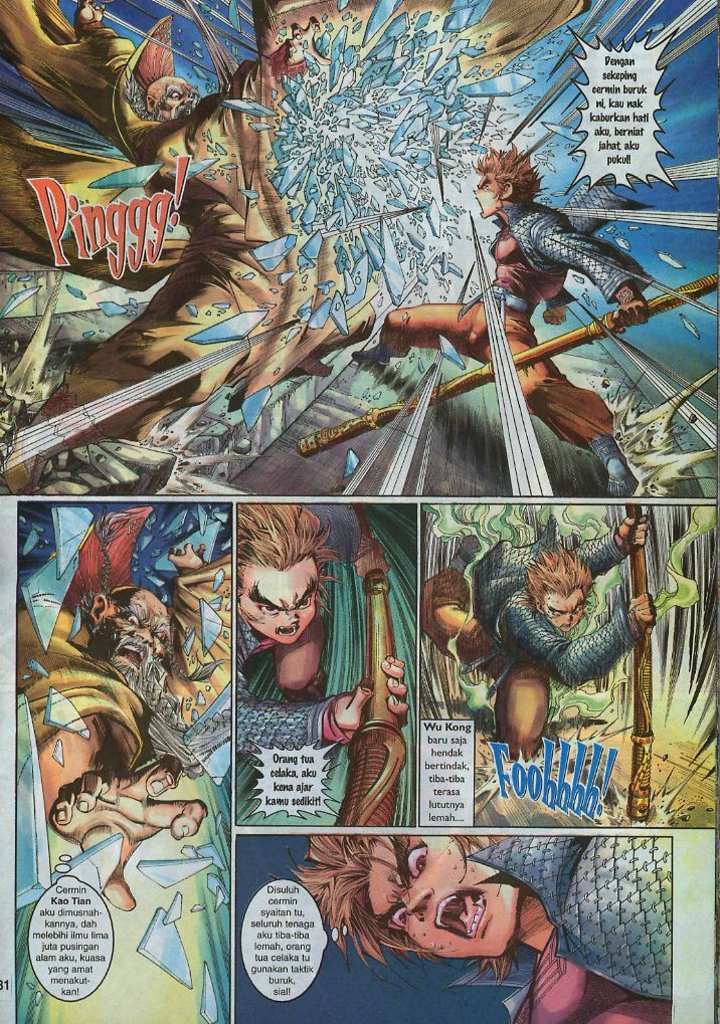 Dengan
sekeping
cermin buruk
ni, kau nak
kaburkan hati
aku, berniat
jahat, aku
pukul!
Pinggg!
Orang tua
celaka, aku
kena ajar
kamu sedikit!
Wu Kong
baru saja
hendak
bertindak,
tiba-tiba
terasa
lututnya
lemah....
Foohhhh!
Cermin
Kao Tian
aku dimusnah-
kannya, dah
melebihi ilmu lima
juta pusingan
alam aku, kuasa
yang amat
menakut-
kan!
Disuluh
cermin
syaitan tu,
seluruh tenaga
aku tiba-tiba
lemah, orang
tua celaka tu
gunakan taktik
buruk,
sial!
31